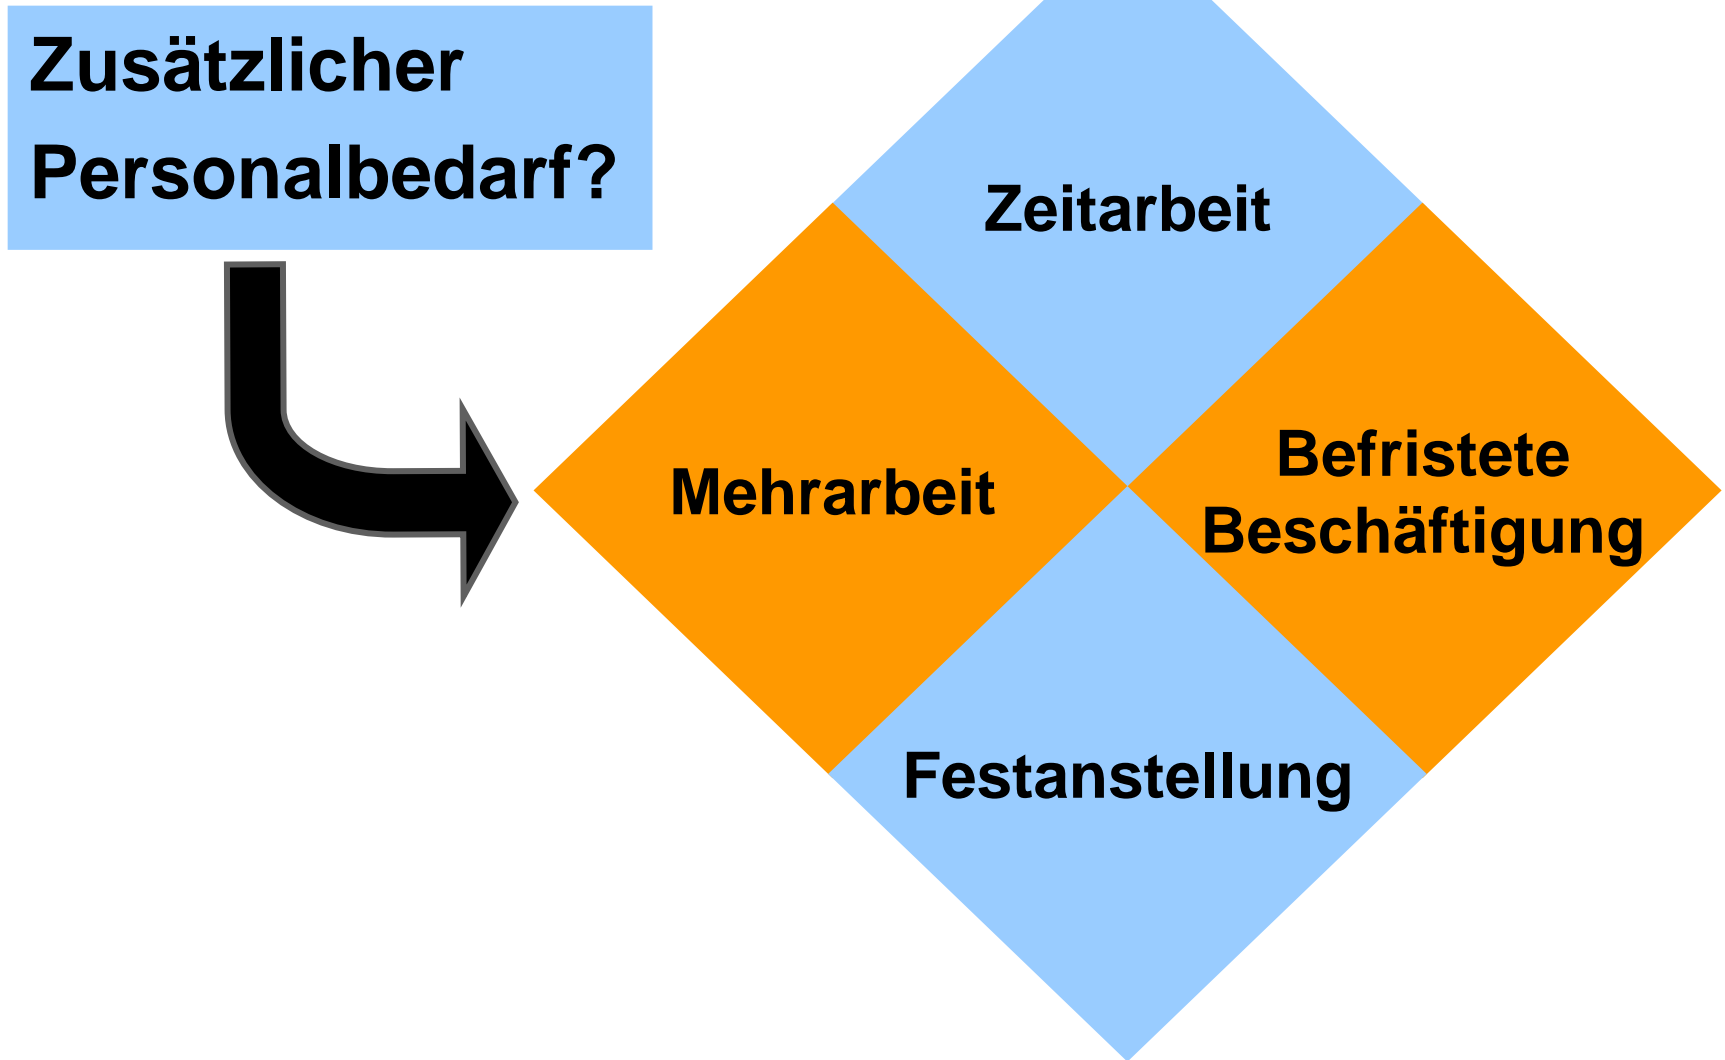 Zusätzlicher
Personalbedarf?
Zeitarbeit
Mehrarbeit
Befristete
Beschäftigung
Festanstellung